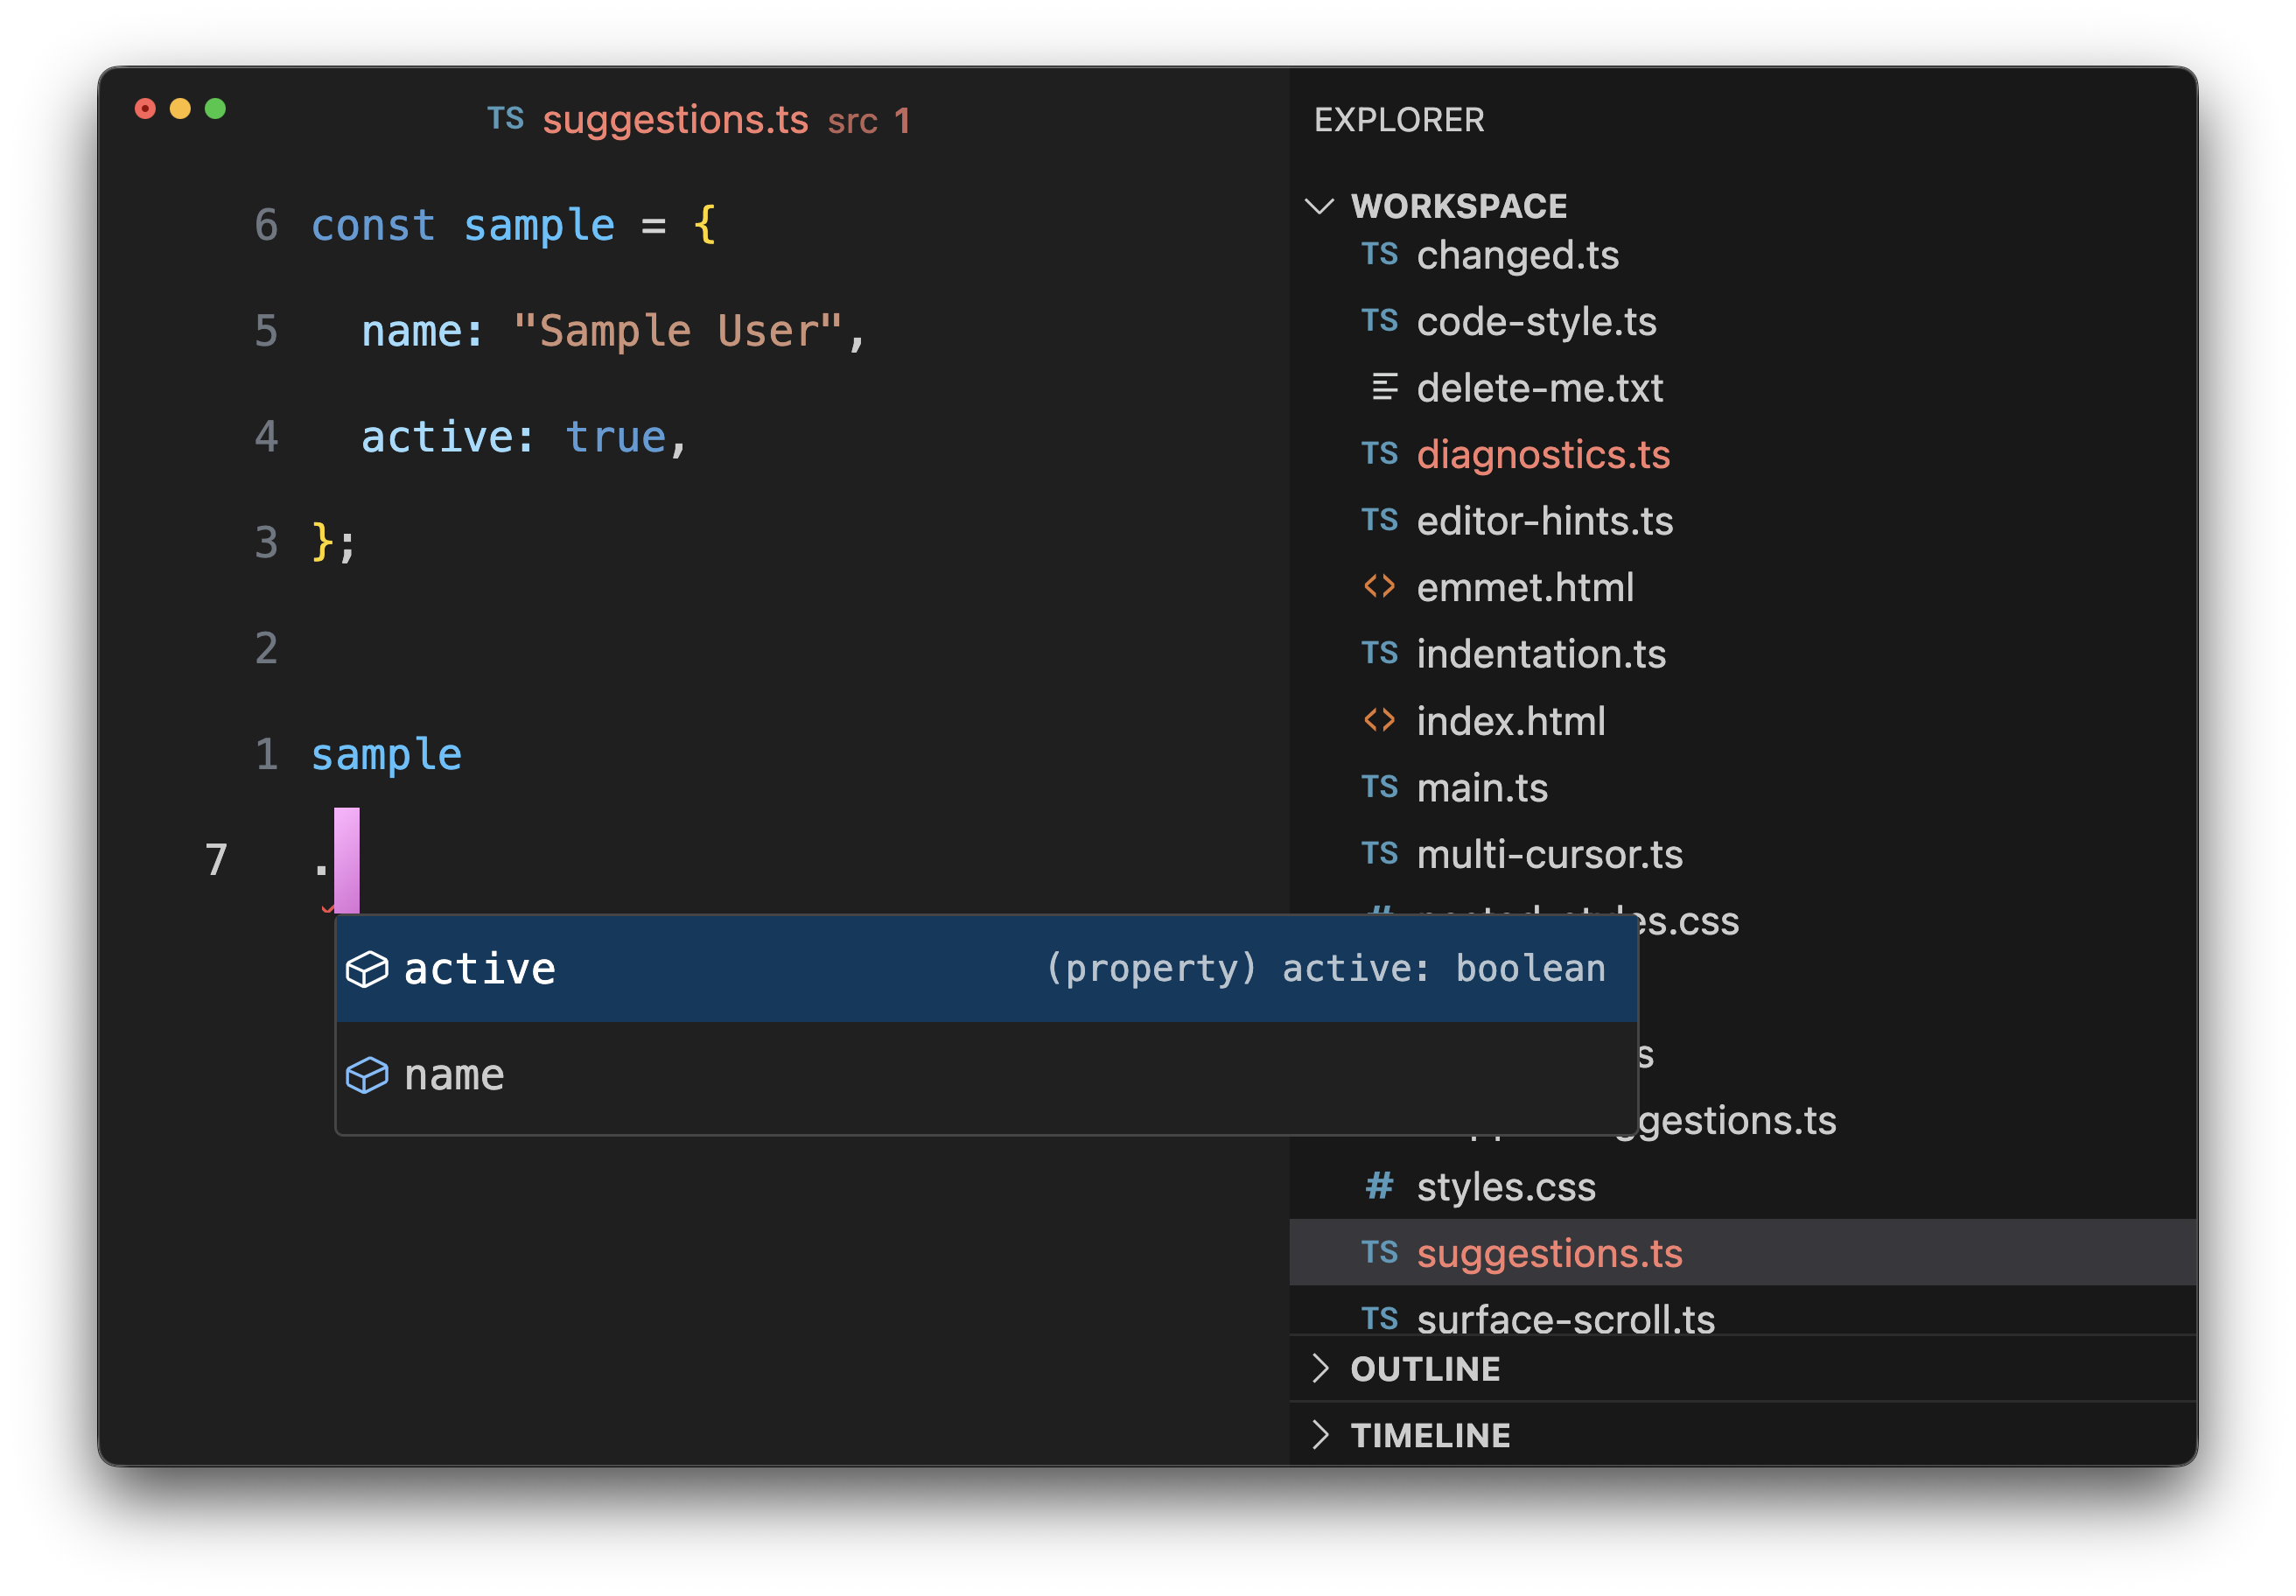 TS suggestions.ts src 1
6 const sample = {
5 name: "Sample User",
4 active: true,
3 };
2
1 sample
7 .
active (property) active: boolean
name
EXPLORER
WORKSPACE
TS changed.ts
TS code-style.ts
delete-me.txt
TS diagnostics.ts
TS editor-hints.ts
<> emmet.html
TS indentation.ts
<> index.html
TS main.ts
TS multi-cursor.ts
# styles.css
TS suggestions.ts
TS surface-scroll.ts
OUTLINE
TIMELINE